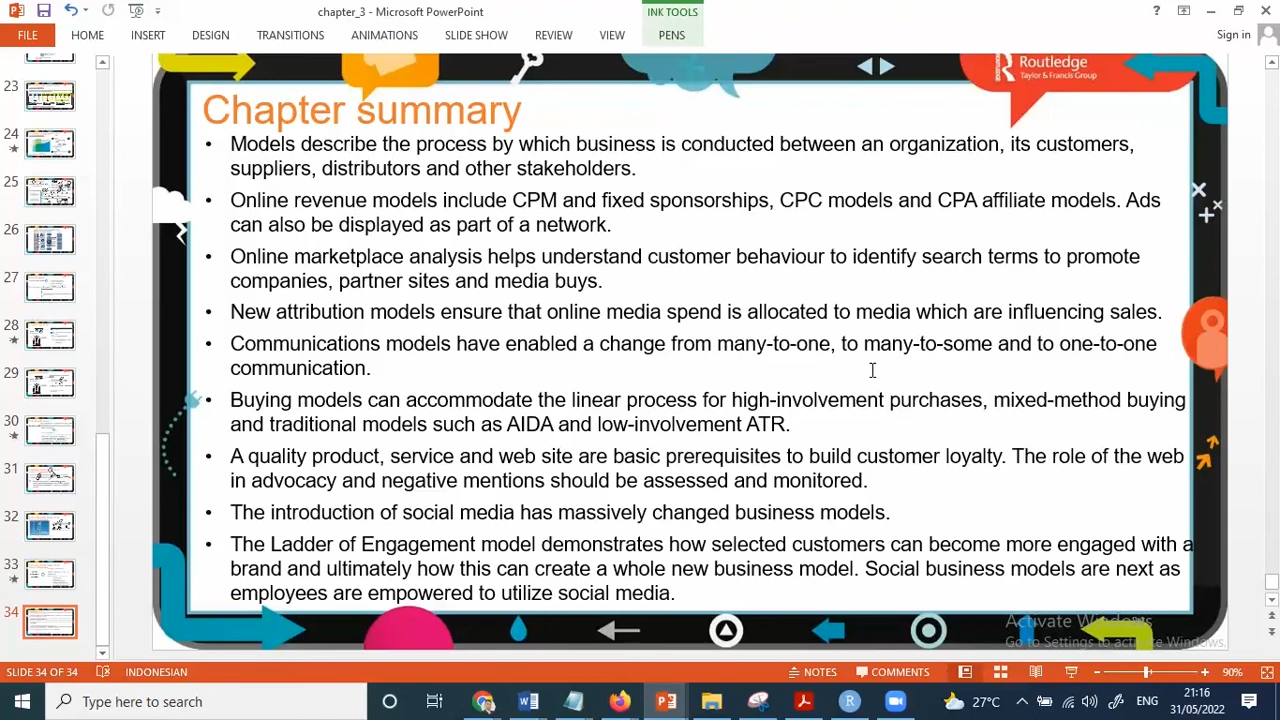 chapter_3 - Microsoft PowerPoint
INK TOOLS
?
FILE
HOME
INSERT
DESIGN
TRANSITIONS
ANIMATIONS
SLIDE SHOW
REVIEW
VIEW
PENS
Sign in
23
24
25
26
27
28
29
30
31
32
33
34
Routledge
Taylor & Francis Group
Chapter summary
• Models describe the process by which business is conducted between an organization, its customers,
suppliers, distributors and other stakeholders.
• Online revenue models include CPM and fixed sponsorships, CPC models and CPA affiliate models. Ads
can also be displayed as part of a network.
• Online marketplace analysis helps understand customer behaviour to identify search terms to promote
companies, partner sites and media buys.
• New attribution models ensure that online media spend is allocated to media which are influencing sales.
• Communications models have enabled a change from many-to-one, to many-to-some and to one-to-one
communication.
• Buying models can accommodate the linear process for high-involvement purchases, mixed-method buying
and traditional models such as AIDA and low-involvement ATR.
• A quality product, service and web site are basic prerequisites to build customer loyalty. The role of the web
in advocacy and negative mentions should be assessed and monitored.
• The introduction of social media has massively changed business models.
• The Ladder of Engagement model demonstrates how selected customers can become more engaged with a
brand and ultimately how this can create a whole new business model. Social business models are next as
employees are empowered to utilize social media.
Activate Windows
Go to Settings to activate Windows.
SLIDE 34 OF 34
INDONESIAN
NOTES
COMMENTS
90%
Type here to search
27°C
ENG
21:16
31/05/2022